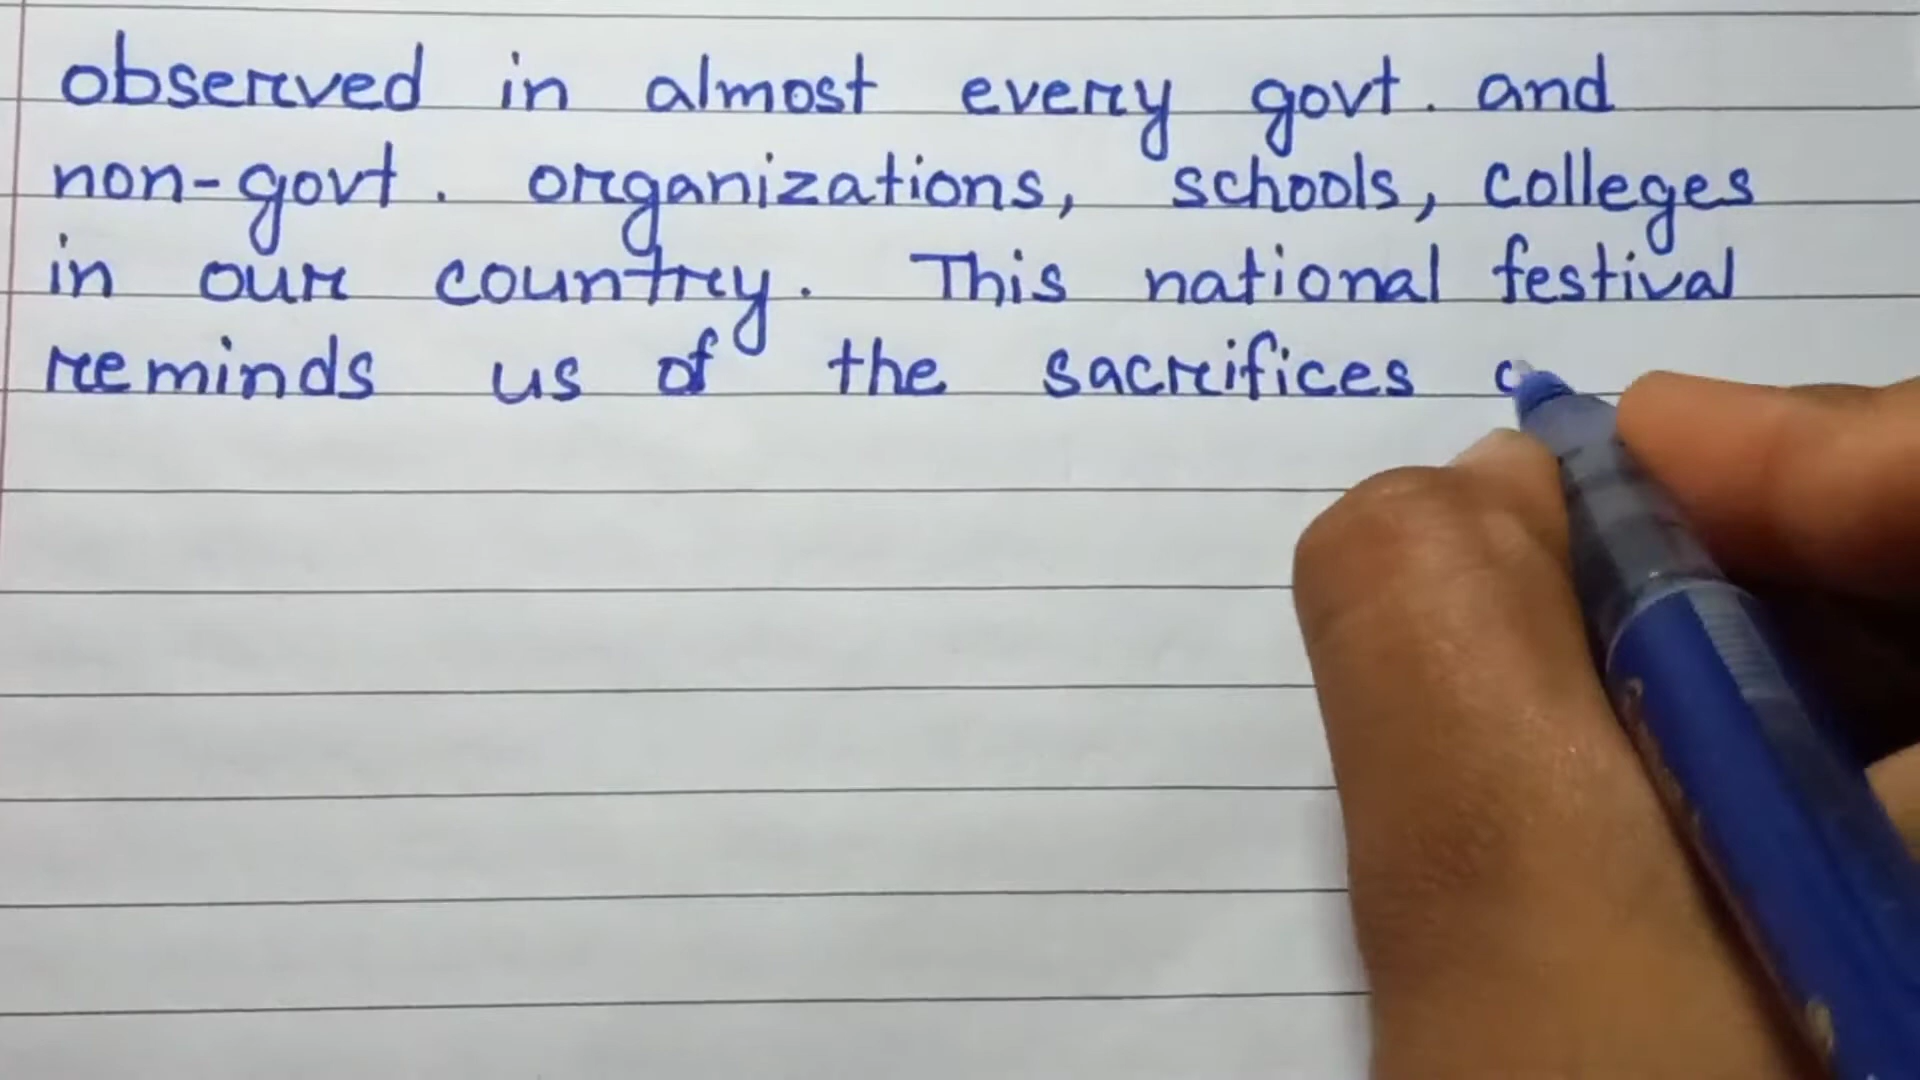 observed in almost every govt. and
non-govt. organizations, schools, colleges
in our country. This national festival
reminds us of the sacrifices